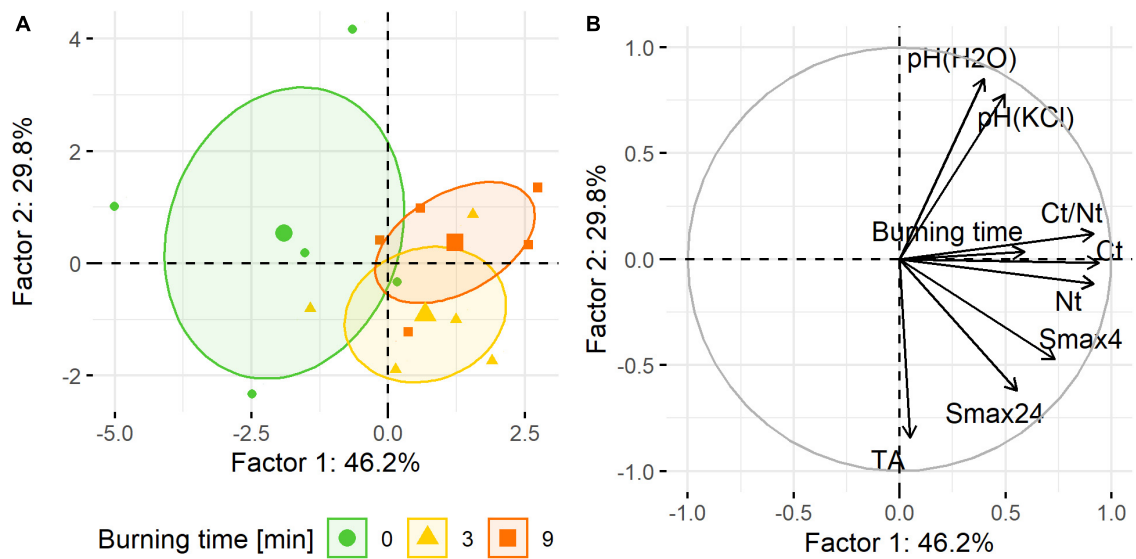 A
4
2
0
-2
-5.0
-2.5
0.0
2.5
Factor 2: 29.8%
Factor 1: 46.2%
Burning time [min]
0
3
9
B
1.0
0.5
0.0
-0.5
-1.0
-1.0
-0.5
0.0
0.5
1.0
Factor 2: 29.8%
Factor 1: 46.2%
pH(H2O)
pH(KCl)
Ct/Nt
Burning time
Ct
Nt
Smax4
Smax24
TA